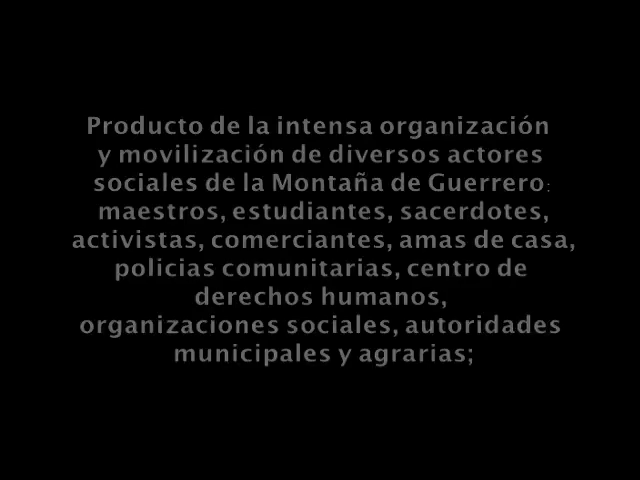 Producto de la intensa organización
y movilización de diversos actores
sociales de la Montaña de Guerrero:
maestros, estudiantes, sacerdotes,
activistas, comerciantes, amas de casa,
policias comunitarias, centro de
derechos humanos,
organizaciones sociales, autoridades
municipales y agrarias;